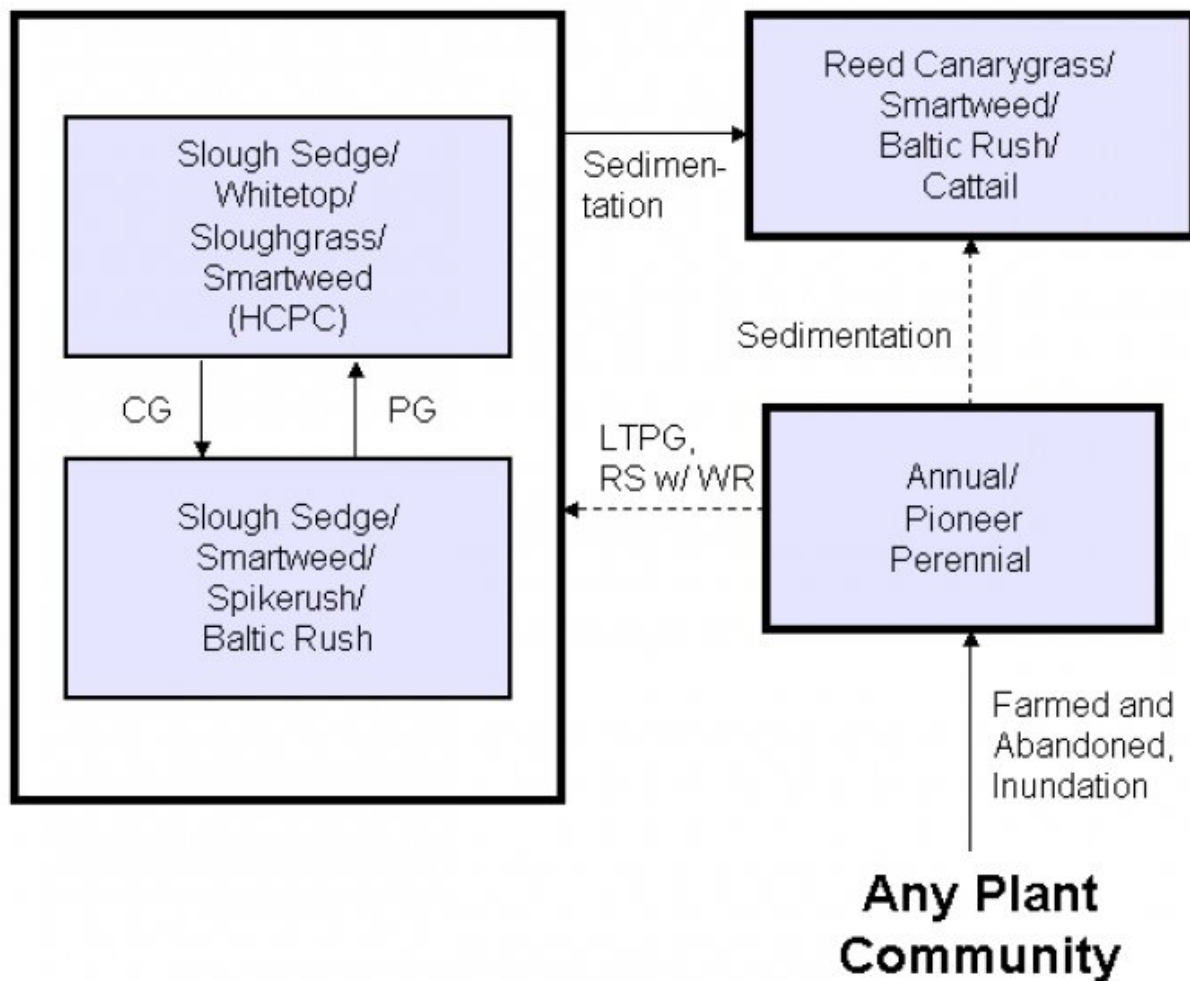 Slough Sedge/
Whitetop/
Sloughgrass/
Smartweed
(HCPC)
CG
PG
Slough Sedge/
Smartweed/
Spikerush/
Baltic Rush
Sedimen-
tation
Reed Canarygrass/
Smartweed/
Baltic Rush/
Cattail
Sedimentation
LTPG,
RS w/ WR
Annual/
Pioneer
Perennial
Farmed and
Abandoned,
Inundation
Any Plant
Community